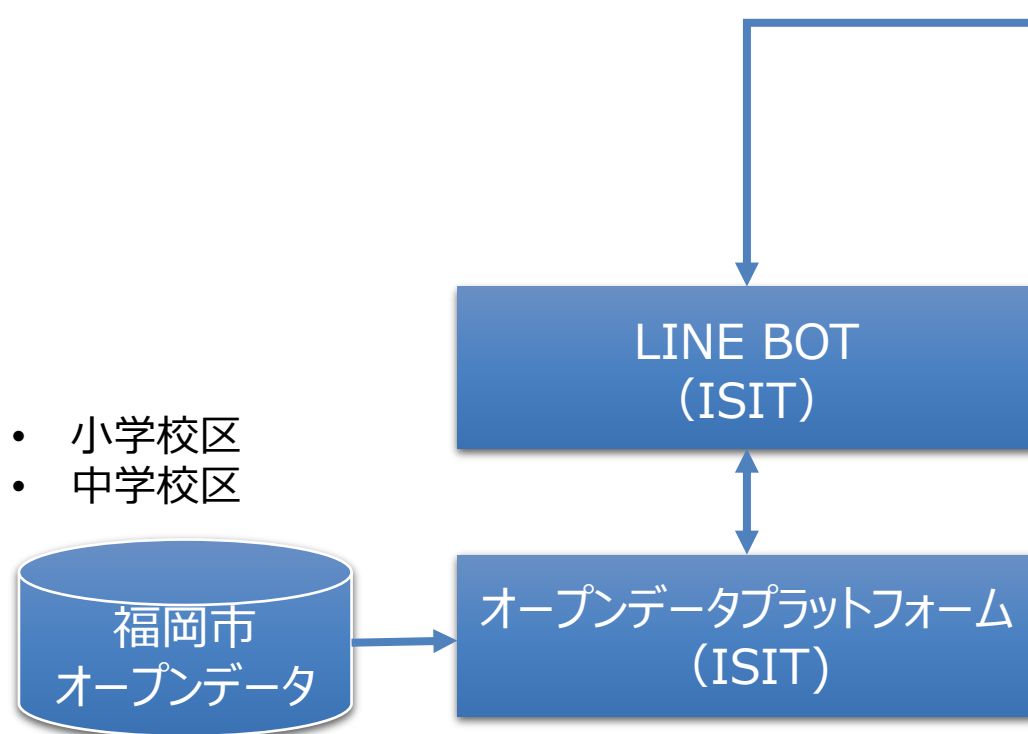 LINE BOT
（ISIT）
• 小学校区
• 中学校区
福岡市
オープンデータ
オープンデータプラットフォーム
（ISIT)